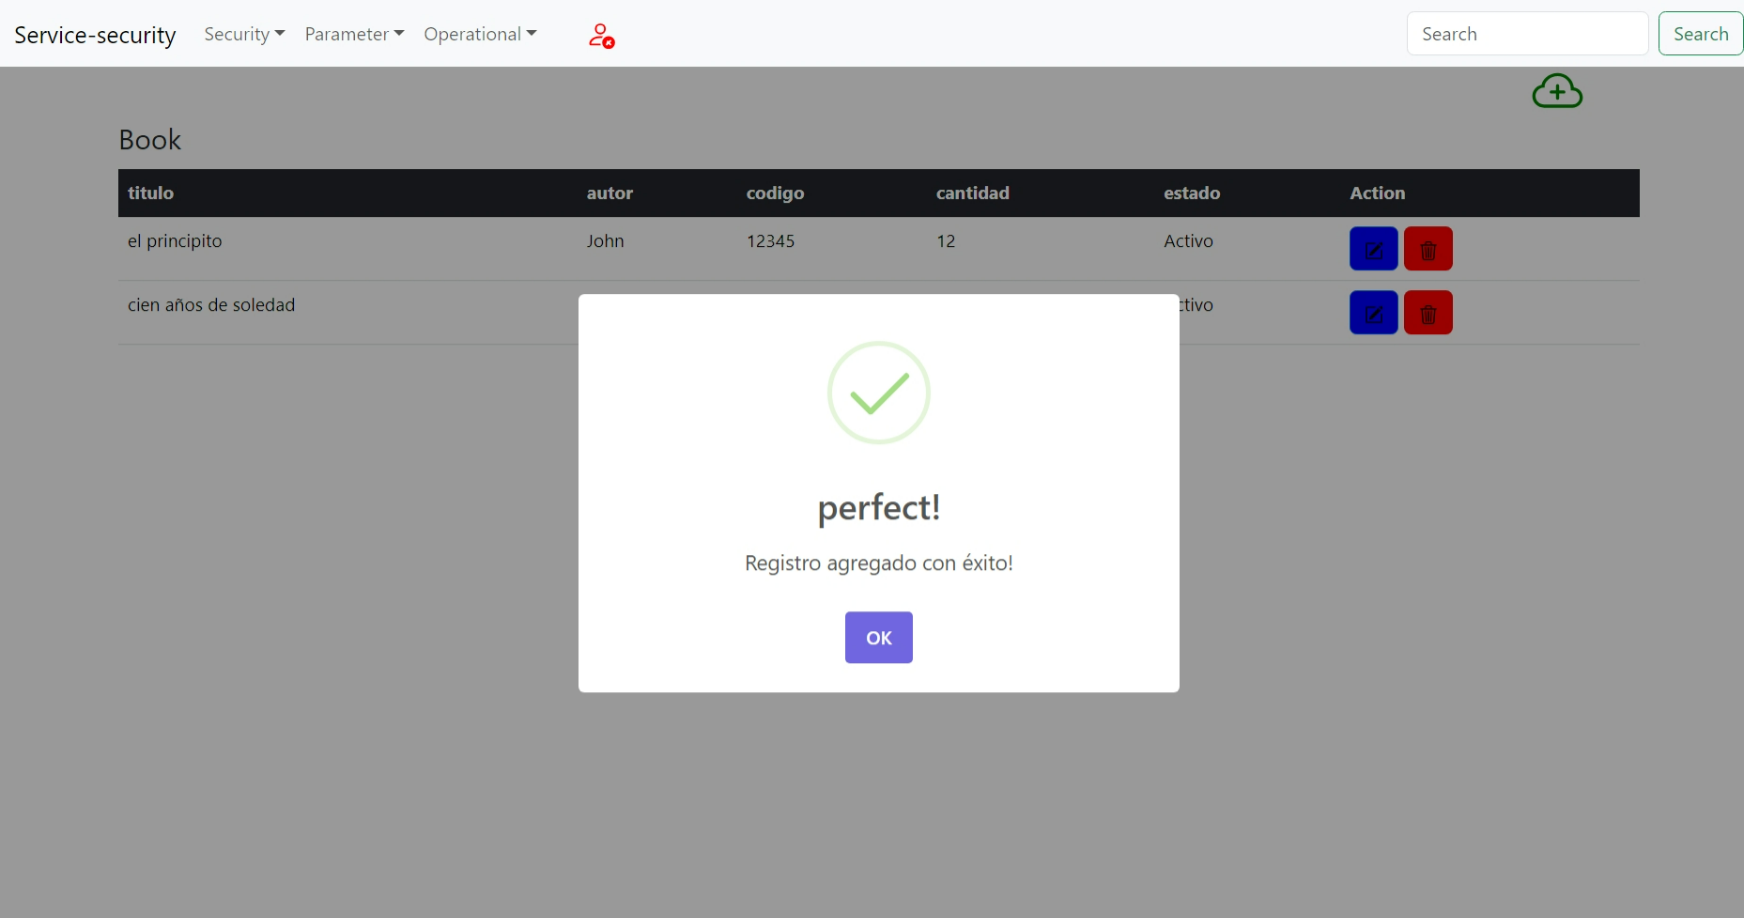 Service-security Security Parameter Operational Search Search
Book
titulo autor codigo cantidad estado Action
el principito John 12345 12 Activo
cien años de soledad ctivo
perfect!
Registro agregado con éxito!
OK